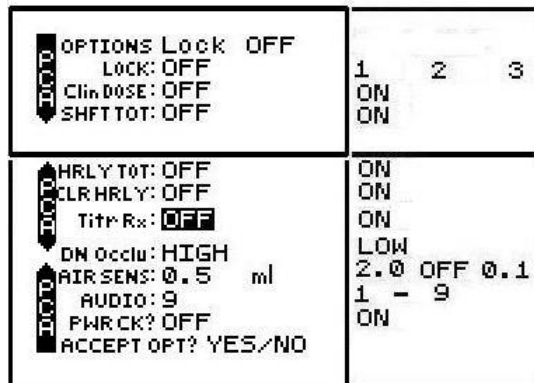 OPTIONS Lock OFF
LOCK: OFF 1 2 3
Clin DOSE: OFF ON
SHFT TOT: OFF ON
PCA
HRLY TOT: OFF ON
CLR HRLY: OFF ON
Titr Rx: OFF ON
PCA
DN Occlu: HIGH LOW
AIR SENS: 0.5 ml 2.0 OFF 0.1
AUDIO: 9 1 - 9
PWR CK? OFF ON
ACCEPT OPT? YES/NO
PCA